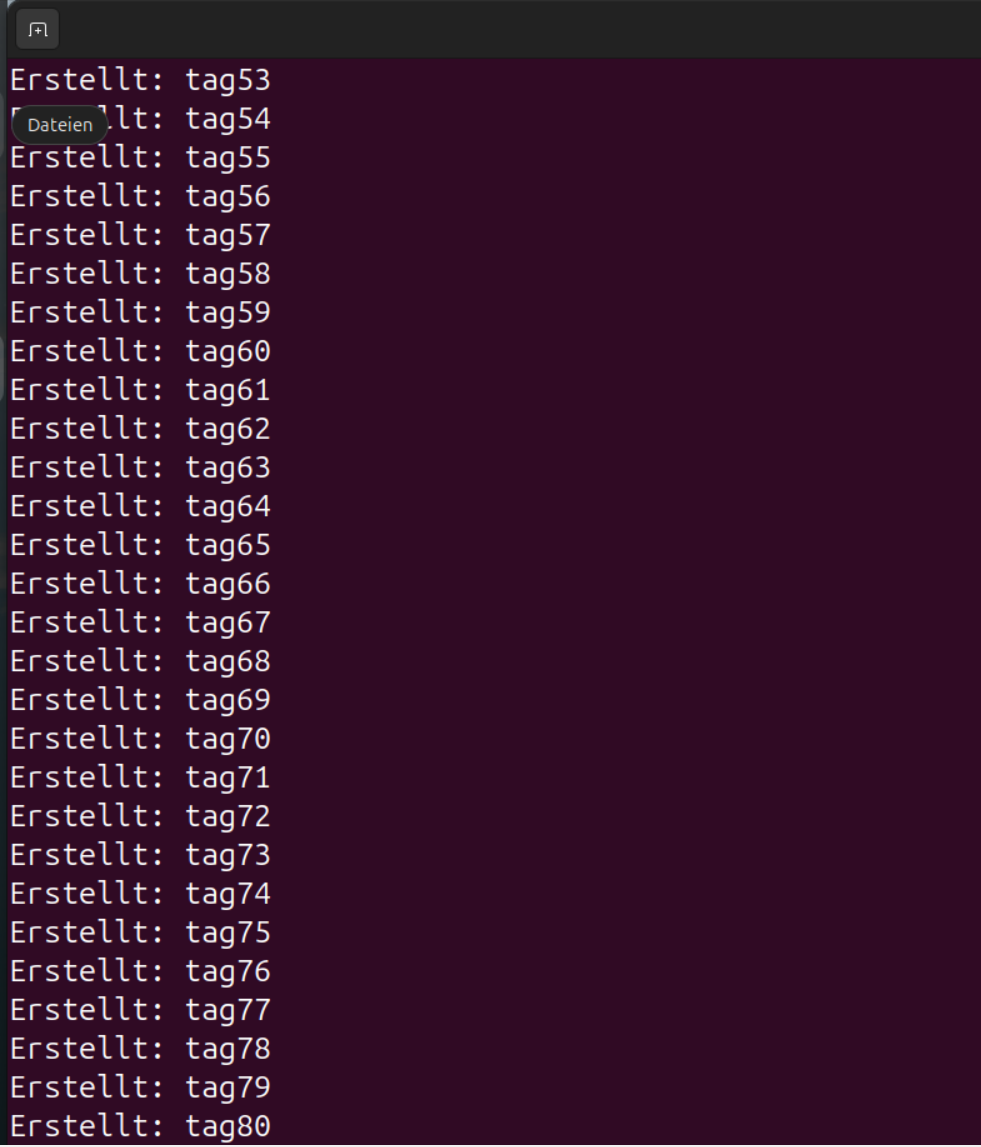 Erstellt: tag53
llt: tag54
Dateien
Erstellt: tag55
Erstellt: tag56
Erstellt: tag57
Erstellt: tag58
Erstellt: tag59
Erstellt: tag60
Erstellt: tag61
Erstellt: tag62
Erstellt: tag63
Erstellt: tag64
Erstellt: tag65
Erstellt: tag66
Erstellt: tag67
Erstellt: tag68
Erstellt: tag69
Erstellt: tag70
Erstellt: tag71
Erstellt: tag72
Erstellt: tag73
Erstellt: tag74
Erstellt: tag75
Erstellt: tag76
Erstellt: tag77
Erstellt: tag78
Erstellt: tag79
Erstellt: tag80